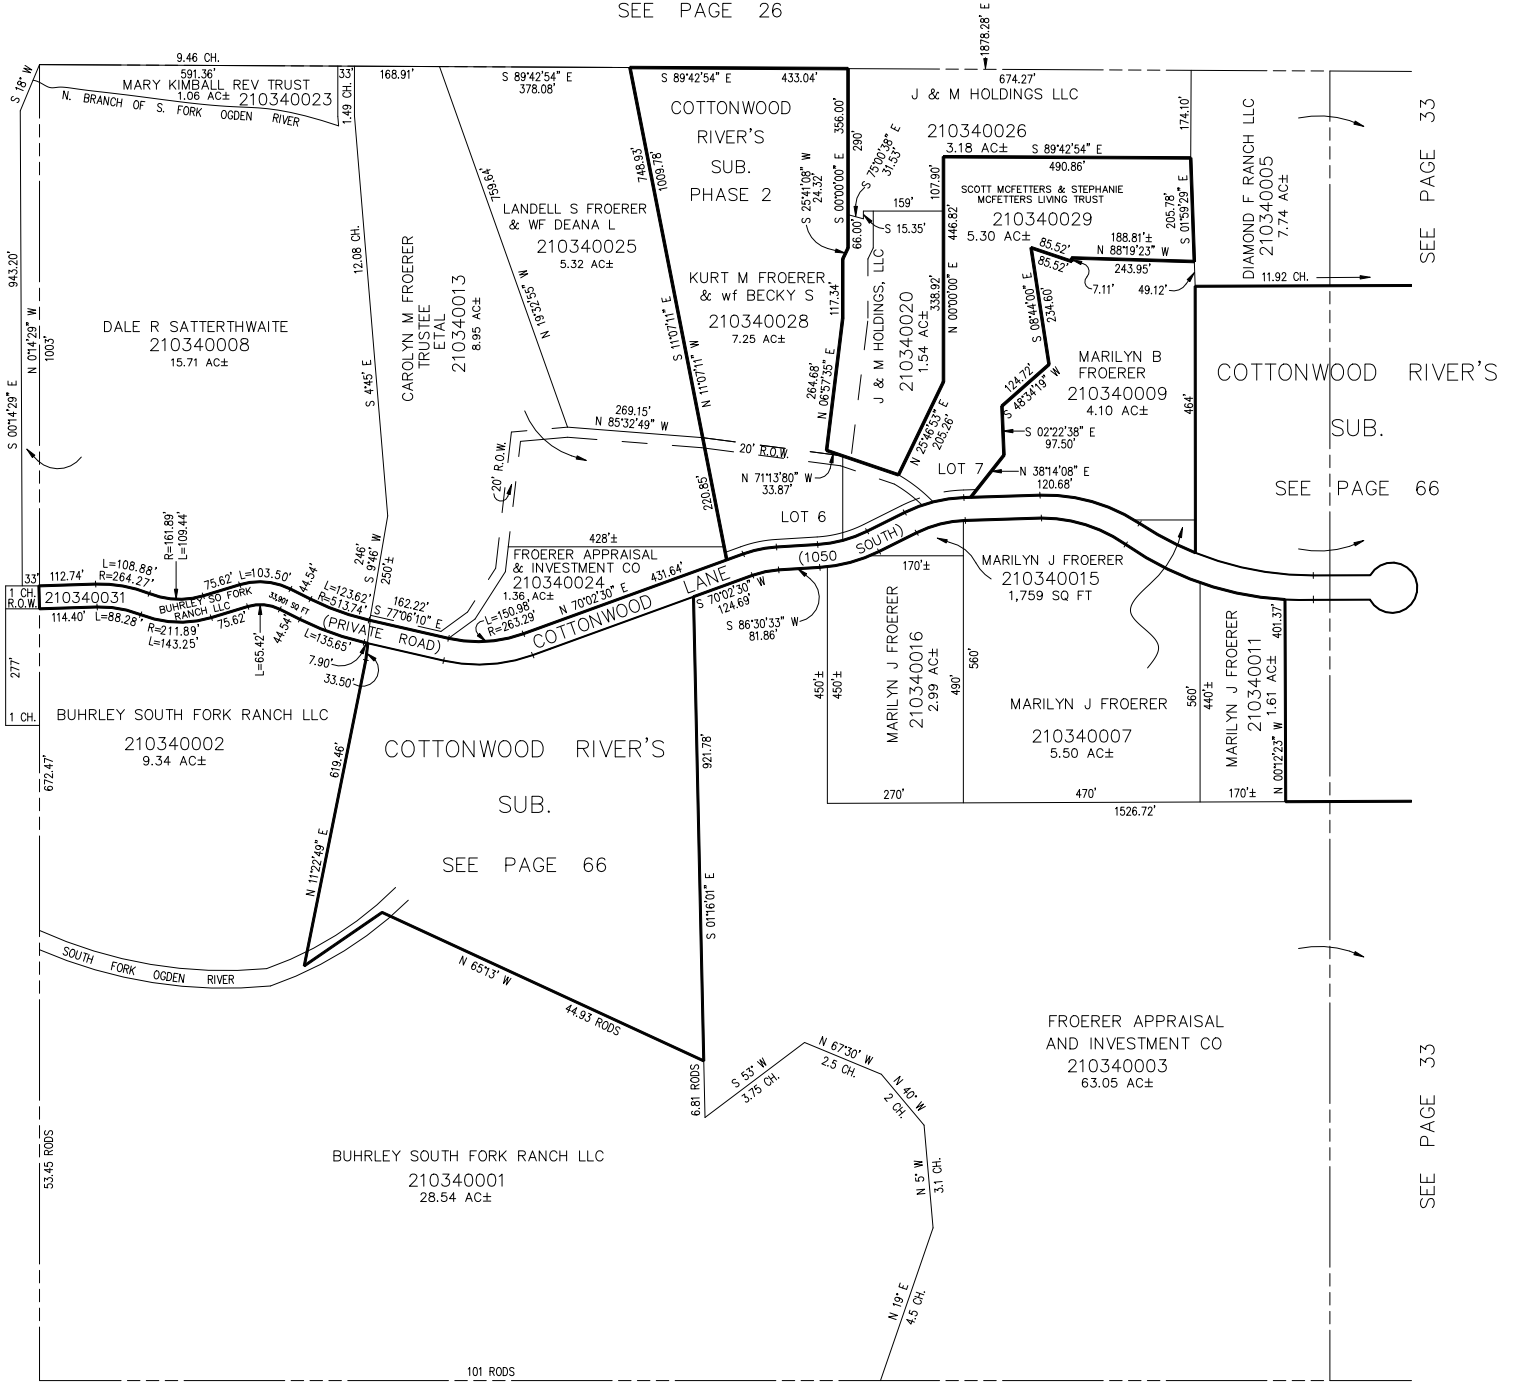 SEE PAGE 26
1878.28' E
9.46 CH.
591.36'
33'
168.91'
S 89°42'54" E
378.08'
S 89°42'54" E
433.04'
674.27'
S 18° W
MARY KIMBALL REV TRUST
1.06 AC±
210340023
N. BRANCH OF S. FORK OGDEN RIVER
1.49 CH.
COTTONWOOD
RIVER'S
SUB.
PHASE 2
356.00'
290'
S 00°00'00" E
J & M HOLDINGS LLC
210340026
3.18 AC±
174.10'
S 89°42'54" E
490.86'
DIAMOND F RANCH LLC
210340005
7.74 AC±
11.92 CH.
SEE PAGE 33
S 75°00'38" E
31.53'
S 25°41'08" W
24.32'
107.90'
159'
S 15.35'
66.00'
446.82'
SCOTT MCFETTERS & STEPHANIE
MCFETTERS LIVING TRUST
210340029
5.30 AC±
205.78'
S 01°59'29" E
188.81'±
N 88°19'23" W
243.95'
85.52'
85.52'
7.11'
49.12'
759.64'
748.93'
1009.78'
LANDELL S FROERER
& WF DEANA L
210340025
5.32 AC±
12.08 CH.
CAROLYN M FROERER
TRUSTEE
ETAL
210340013
8.95 AC±
N 19°32'55" W
S 11°07'11" E
N 11°07'11" W
KURT M FROERER
& wf BECKY S
210340028
7.25 AC±
117.34'
264.68'
N 06°57'35" E
J & M HOLDINGS, LLC
210340020
1.54 AC±
338.92'
N 00°00'00" E
S 08°44'00" E
234.60'
943.20'
N 0°14'29" W
1003'
S 00°14'29" E
DALE R SATTERTHWAITE
210340008
15.71 AC±
S 4°45' E
MARILYN B
FROERER
210340009
4.10 AC±
124.72'
S 48°34'19" W
464'
COTTONWOOD RIVER'S
SUB.
SEE PAGE 66
269.15'
N 85°32'49" W
20' R.O.W.
20' R.O.W.
N 25°46'53" E
205.26'
S 02°22'38" E
97.50'
LOT 7
N 38°14'08" E
120.68'
N 71°13'80" W
33.87'
220.85'
LOT 6
R=161.89'
L=109.44'
246'
S 9°46' W
250'±
428'±
FROERER APPRAISAL
& INVESTMENT CO
210340024
1.36 AC±
(1050 SOUTH)
170'±
MARILYN J FROERER
210340015
1,759 SQ FT
33'
112.74'
L=108.88'
R=264.27'
75.62'
L=103.50'
44.54'
L=123.62'
R=513.74'
162.22'
S 77°06'10" E
L=150.98'
R=263.29'
N 70°02'30" E
431.64'
COTTONWOOD LANE
1 CH.
R.O.W.
210340031
BUHRLEY SO FORK
RANCH LLC
33,901 SQ FT
(PRIVATE ROAD)
114.40'
L=88.28'
R=211.89'
L=143.25'
75.62'
L=65.42'
44.54'
L=135.65'
7.90'
33.50'
S 70°02'30" W
124.69'
S 86°30'33" W
81.86'
277'
1 CH.
MARILYN J FROERER
210340016
2.99 AC±
450'±
450'±
490'
560'
MARILYN J FROERER
210340007
5.50 AC±
560'
440'±
MARILYN J FROERER
210340011
1.61 AC±
401.37'
N 00°12'23" W
270'
470'
170'±
1526.72'
BUHRLEY SOUTH FORK RANCH LLC
210340002
9.34 AC±
672.47'
619.46'
N 11°22'49" E
COTTONWOOD RIVER'S
SUB.
SEE PAGE 66
921.78'
S 01°16'01" E
SOUTH FORK OGDEN RIVER
N 65°13' W
44.93 RODS
6.81 RODS
S 53° W
3.75 CH.
N 67°30' W
2.5 CH.
N 40° W
2 CH.
N 5° W
3.1 CH.
N 19° E
4.5 CH.
FROERER APPRAISAL
AND INVESTMENT CO
210340003
63.05 AC±
SEE PAGE 33
53.45 RODS
BUHRLEY SOUTH FORK RANCH LLC
210340001
28.54 AC±
101 RODS